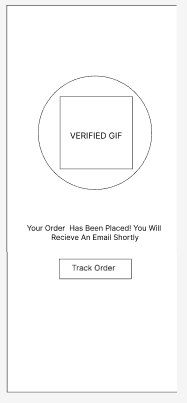 VERIFIED GIF
Your Order Has Been Placed! You Will
Recieve An Email Shortly
Track Order